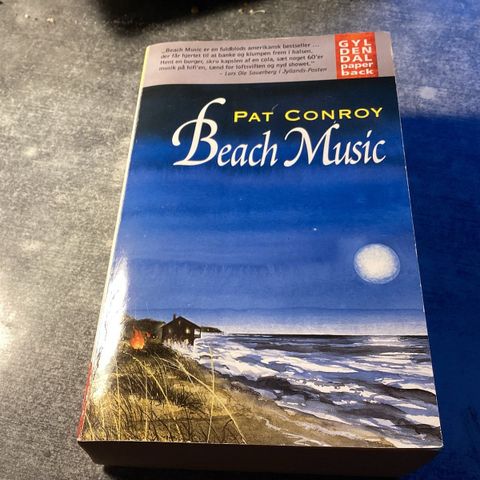 „Beach Music er en fuldblods amerikansk bestseller ...
der får hjertet til at banke og klumpen frem i halsen.
Hent en burger, skru kapslen af en cola, sæt noget 60'er
musik på hifi'en, tænd for loftsviften og nyd showet.“
– Lars Ole Sauerberg i Jyllands-Posten
GYL
DEN
DAL
paper
back
PAT CONROY
Beach Music